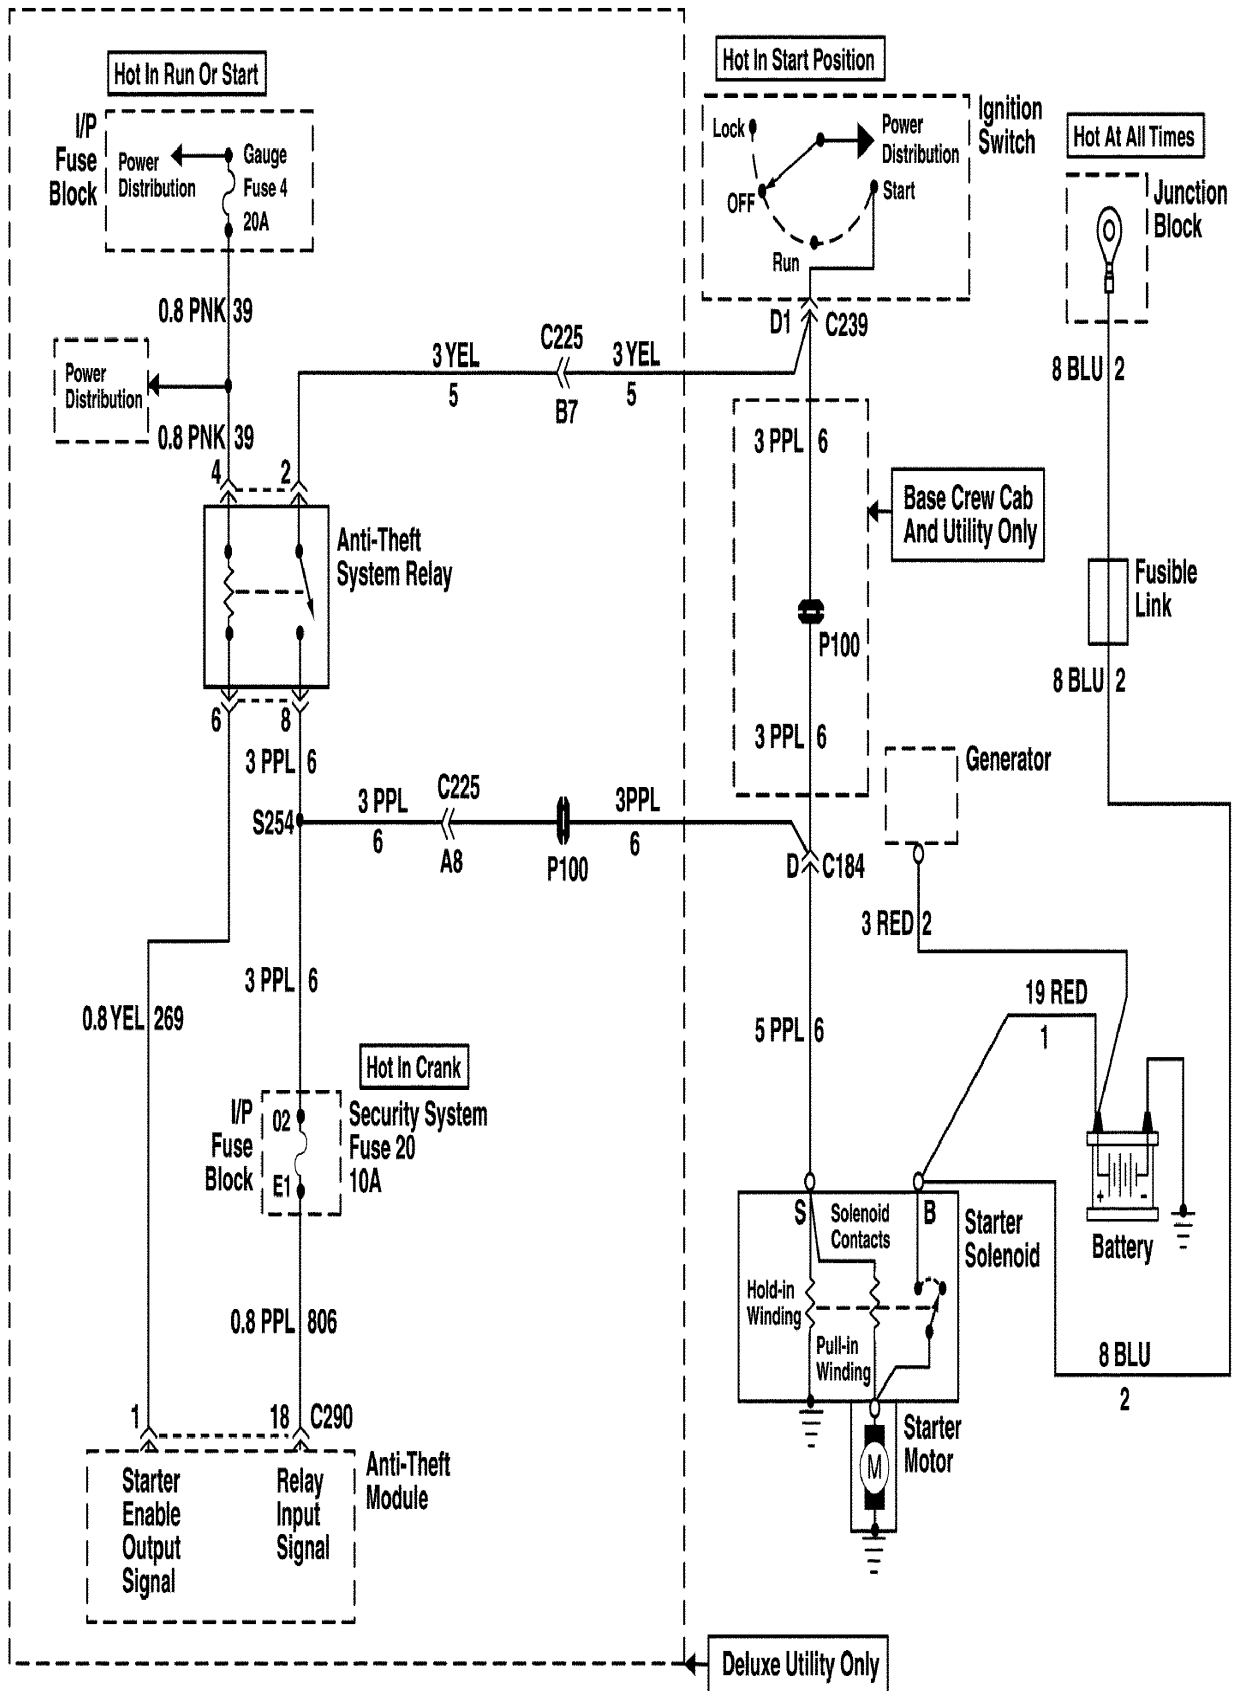 Hot In Run Or Start
I/P
Fuse
Block
Power
Distribution
Gauge
Fuse 4
20A
0.8 PNK 39
Power
Distribution
0.8 PNK 39
4
2
Anti-Theft
System Relay
6
8
3 YEL
5
C225
B7
3 YEL
5
3 PPL 6
S254
3 PPL
6
C225
A8
P100
3PPL
6
3 PPL 6
0.8 YEL 269
Hot In Crank
I/P
Fuse
Block
02
E1
Security System
Fuse 20
10A
0.8 PPL 806
1
18 C290
Starter
Enable
Output
Signal
Relay
Input
Signal
Anti-Theft
Module
Deluxe Utility Only
Hot In Start Position
Ignition
Switch
Lock
OFF
Run
Start
Power
Distribution
D1 C239
3 PPL 6
Base Crew Cab
And Utility Only
P100
3 PPL 6
D C184
5 PPL 6
Hot At All Times
Junction
Block
8 BLU 2
Fusible
Link
8 BLU 2
Generator
3 RED 2
19 RED
1
+ -
Battery
8 BLU
2
S
B
Solenoid
Contacts
Starter
Solenoid
Hold-in
Winding
Pull-in
Winding
M
Starter
Motor